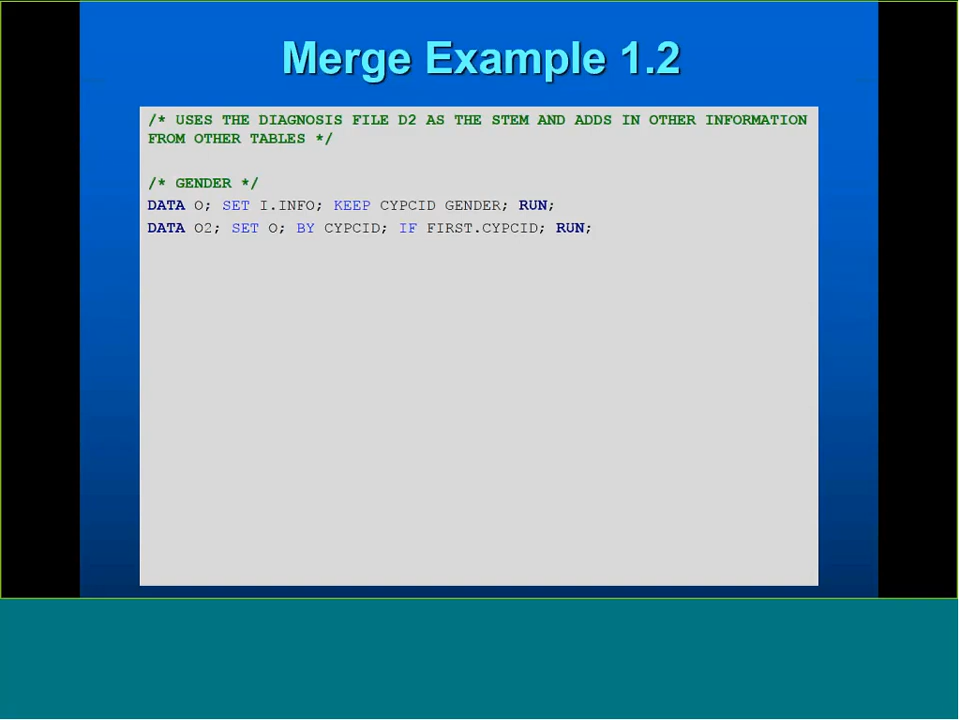 Merge Example 1.2
/* USES THE DIAGNOSIS FILE D2 AS THE STEM AND ADDS IN OTHER INFORMATION
FROM OTHER TABLES */
/* GENDER */
DATA O; SET I.INFO; KEEP CYPCID GENDER; RUN;
DATA O2; SET O; BY CYPCID; IF FIRST.CYPCID; RUN;